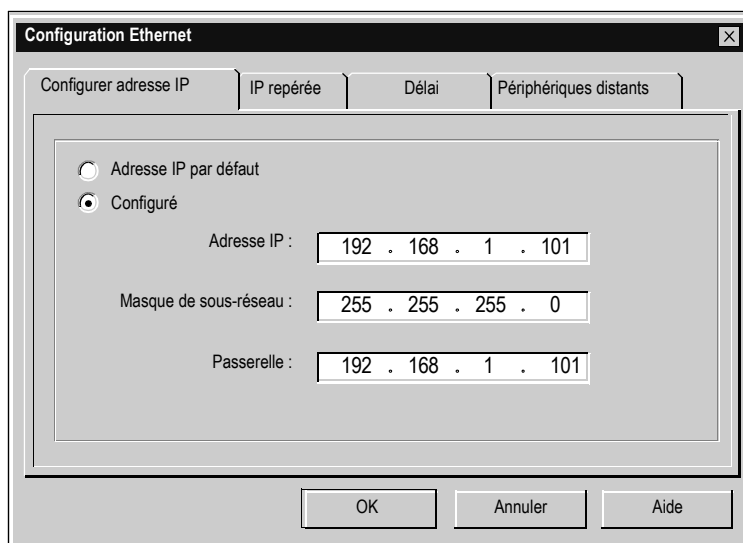 Configuration Ethernet
Configurer adresse IP IP repérée Délai Périphériques distants
Adresse IP par défaut
Configuré
Adresse IP : 192 . 168 . 1 . 101
Masque de sous-réseau : 255 . 255 . 255 . 0
Passerelle : 192 . 168 . 1 . 101
OK Annuler Aide